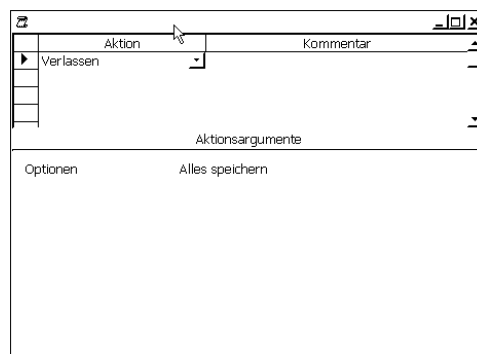 Aktion Kommentar
Verlassen
Aktionsargumente
Optionen Alles speichern